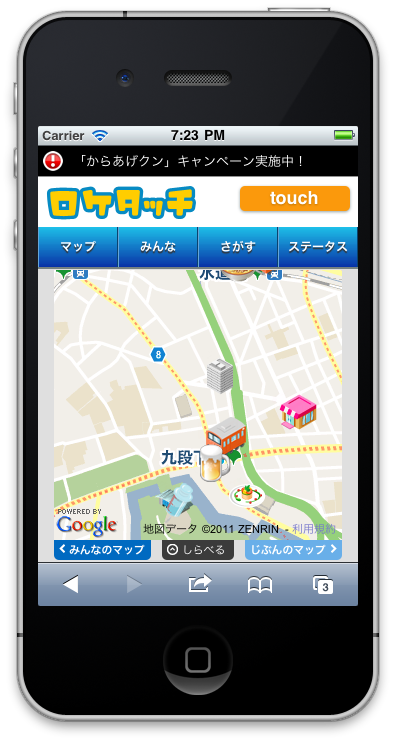 Carrier 7:23 PM
「からあげクン」キャンペーン実施中！
ロケタッチ touch
マップ みんな さがす ステータス
水道
8
九段下
POWERED BY
Google 地図データ ©2011 ZENRIN - 利用規約
みんなのマップ しらべる じぶんのマップ
3